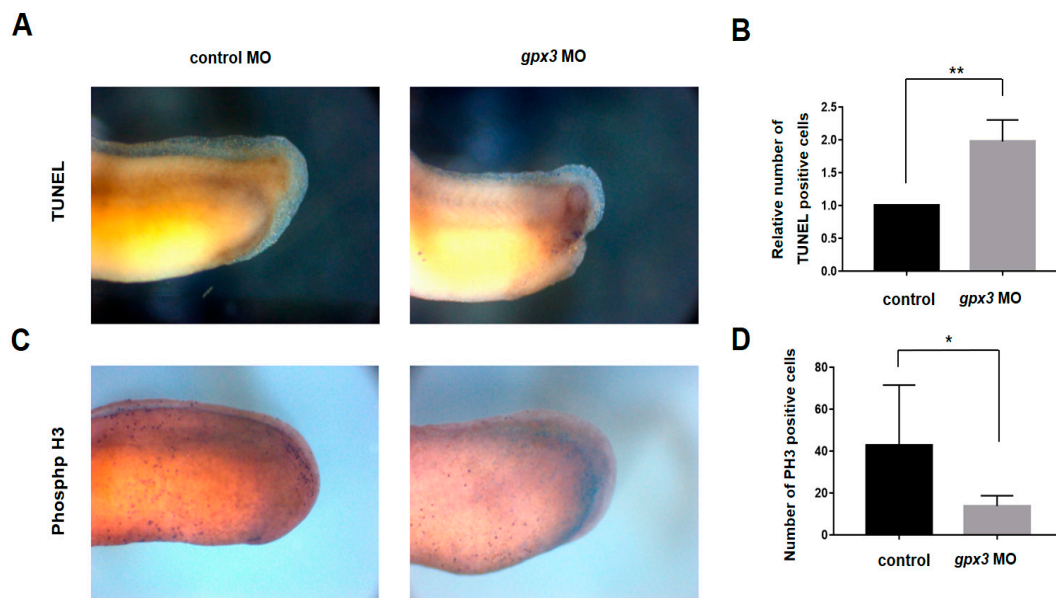 A
control MO
gpx3 MO
TUNEL
B
**
Relative number of
TUNEL positive cells
2.5
2.0
1.5
1.0
0.5
0.0
control
gpx3 MO
C
Phosphp H3
D
*
Number of PH3 positive cells
80
60
40
20
0
control
gpx3 MO